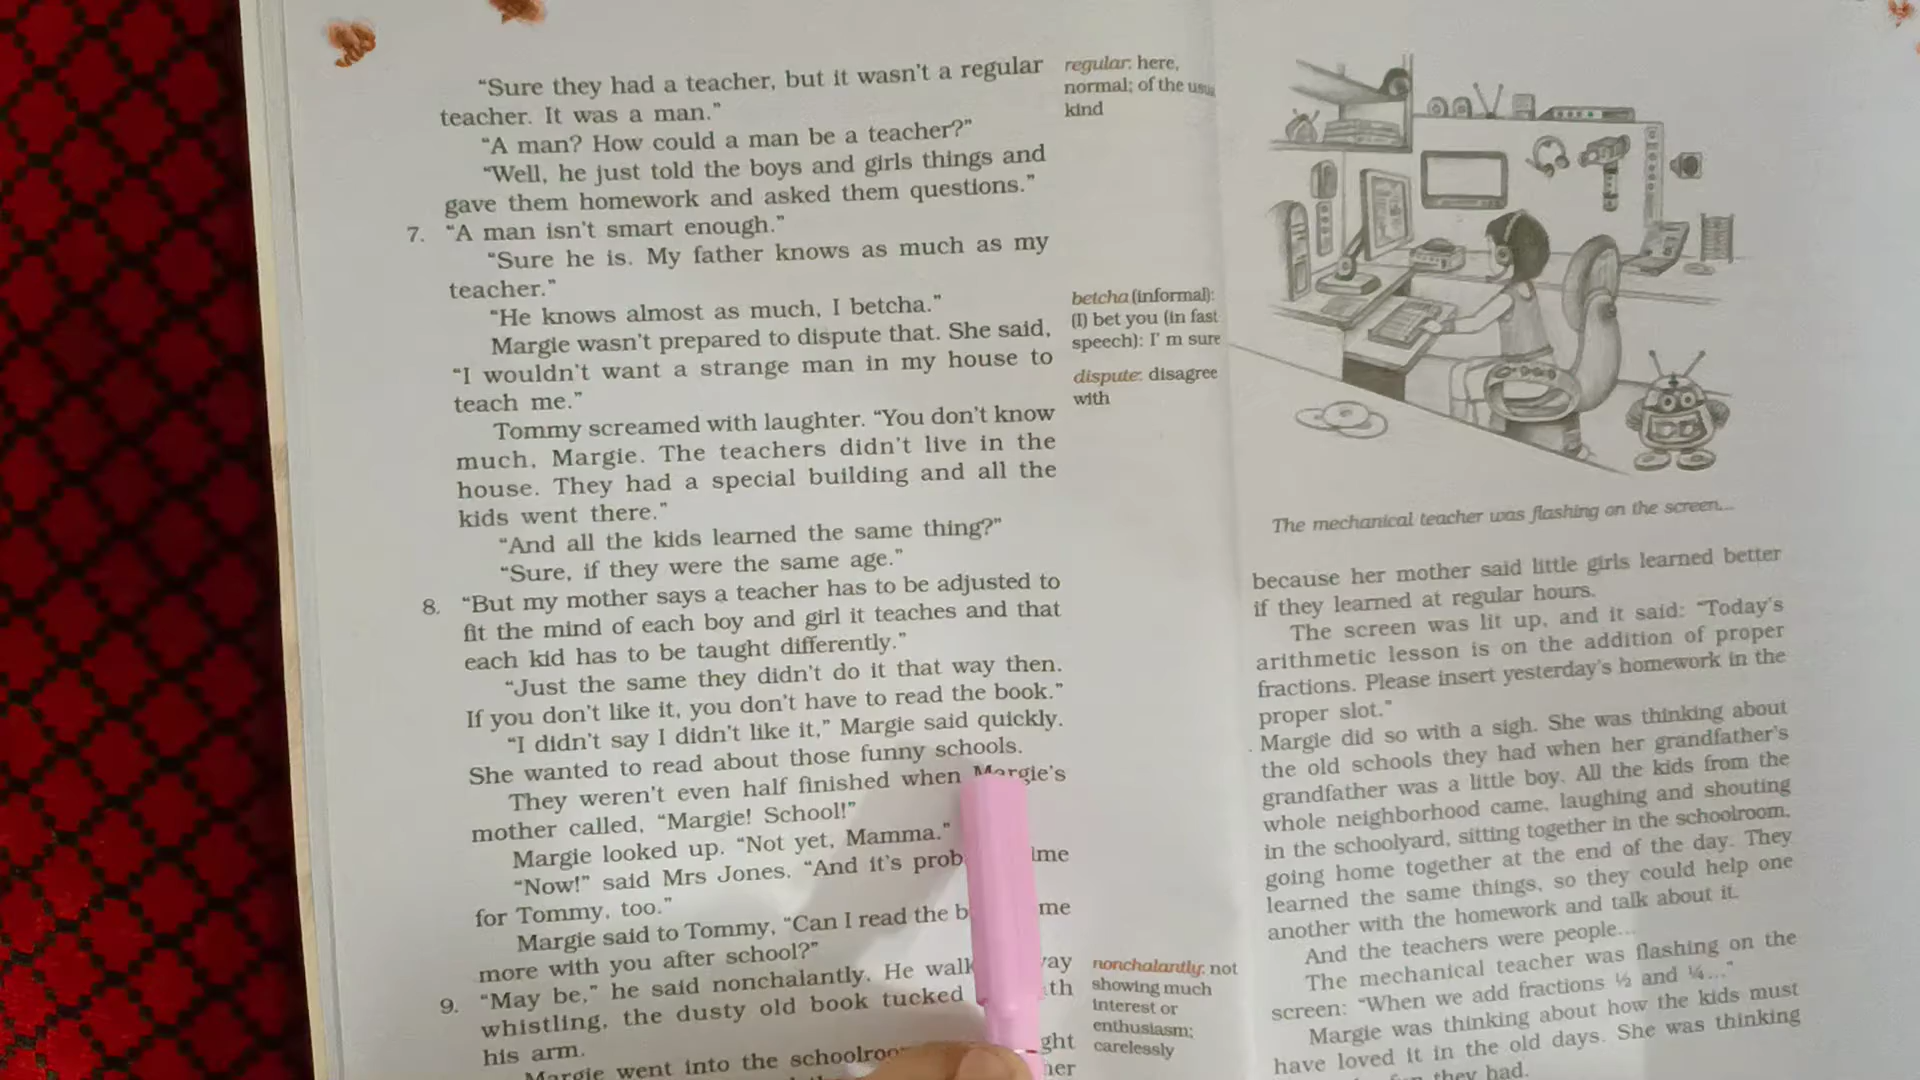 “Sure they had a teacher, but it wasn’t a regular
teacher. It was a man.”
“A man? How could a man be a teacher?”
“Well, he just told the boys and girls things and
gave them homework and asked them questions.”
7. “A man isn’t smart enough.”
“Sure he is. My father knows as much as my
teacher.”
“He knows almost as much, I betcha.”
Margie wasn’t prepared to dispute that. She said,
“I wouldn’t want a strange man in my house to
teach me.”
Tommy screamed with laughter. “You don’t know
much, Margie. The teachers didn’t live in the
house. They had a special building and all the
kids went there.”
“And all the kids learned the same thing?”
“Sure, if they were the same age.”
8. “But my mother says a teacher has to be adjusted to
fit the mind of each boy and girl it teaches and that
each kid has to be taught differently.”
“Just the same they didn’t do it that way then.
If you don’t like it, you don’t have to read the book.”
“I didn’t say I didn’t like it,” Margie said quickly.
She wanted to read about those funny schools.
They weren’t even half finished when Margie’s
mother called, “Margie! School!”
Margie looked up. “Not yet, Mamma.”
“Now!” said Mrs Jones. “And it’s
for Tommy, too.”
Margie said to Tommy, “Can I read the
more with you after school?”
9. “May be,” he said nonchalantly. He
whistling, the dusty old book tucked
his arm.
Margie went into the
regular: here,
normal; of the
kind
betcha (informal):
(I) bet you (in fast
speech): I’ m sure
dispute: disagree
with
nonchalantly: not
showing much
interest or
enthusiasm;
carelessly
The mechanical teacher was flashing on the screen...
because her mother said little girls learned better
if they learned at regular hours.
The screen was lit up, and it said: “Today’s
arithmetic lesson is on the addition of proper
fractions. Please insert yesterday’s homework in the
proper slot.”
Margie did so with a sigh. She was thinking about
the old schools they had when her grandfather’s
grandfather was a little boy. All the kids from the
whole neighborhood came, laughing and shouting
in the schoolyard, sitting together in the schoolroom,
going home together at the end of the day. They
learned the same things, so they could help one
another with the homework and talk about it.
And the teachers were people...
The mechanical teacher was flashing on the
screen: “When we add fractions ½ and ¼...”
Margie was thinking about how the kids must
have loved it in the old days. She was thinking
they had.